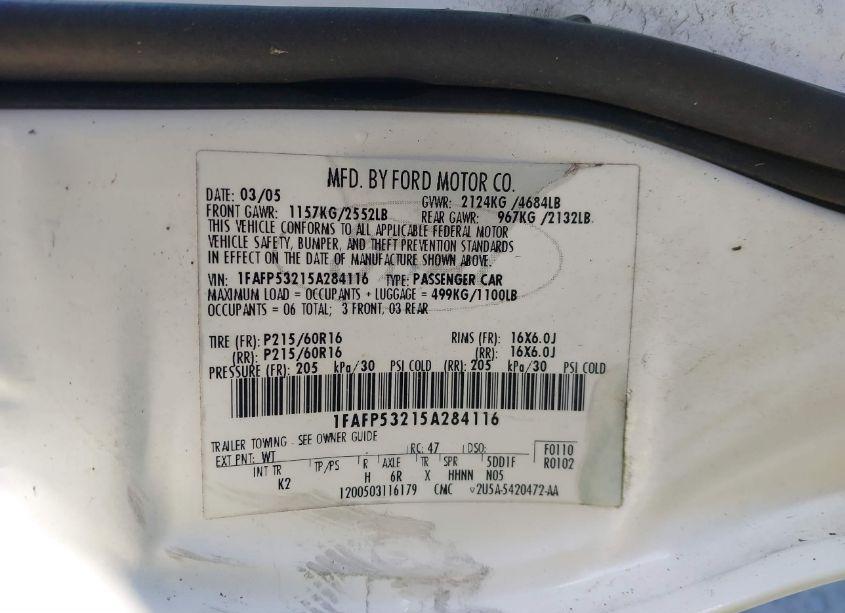 MFD. BY FORD MOTOR CO.
DATE: 03/05 GVWR: 2124KG /4684LB
FRONT GAWR: 1157KG/2552LB REAR GAWR: 967KG /2132LB
THIS VEHICLE CONFORMS TO ALL APPLICABLE FEDERAL MOTOR
VEHICLE SAFETY, BUMPER, AND THEFT PREVENTION STANDARDS
IN EFFECT ON THE DATE OF MANUFACTURE SHOWN ABOVE.
VIN: 1FAFP53215A284116 TYPE: PASSENGER CAR
MAXIMUM LOAD = OCCUPANTS + LUGGAGE = 499KG/1100LB
OCCUPANTS = 06 TOTAL; 3 FRONT, 03 REAR
TIRE (FR): P215/60R16 RIMS (FR): 16X6.0J
(RR): P215/60R16 (RR): 16X6.0J
PRESSURE (FR): 205 kPa/30 PSI COLD (RR): 205 kPa/30 PSI COLD
1FAFP53215A284116
TRAILER TOWING - SEE OWNER GUIDE
EXT PNT: WT RC: 47 DSO: F0110
INT TR TP/PS R AXLE TR SPR 5DD1F R0102
K2 H 6R X HHNN N05
1200503116179 CMC v2U5A-5420472-AA